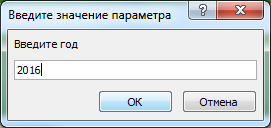 Введите значение параметра
Введите год
2016
ОК
Отмена